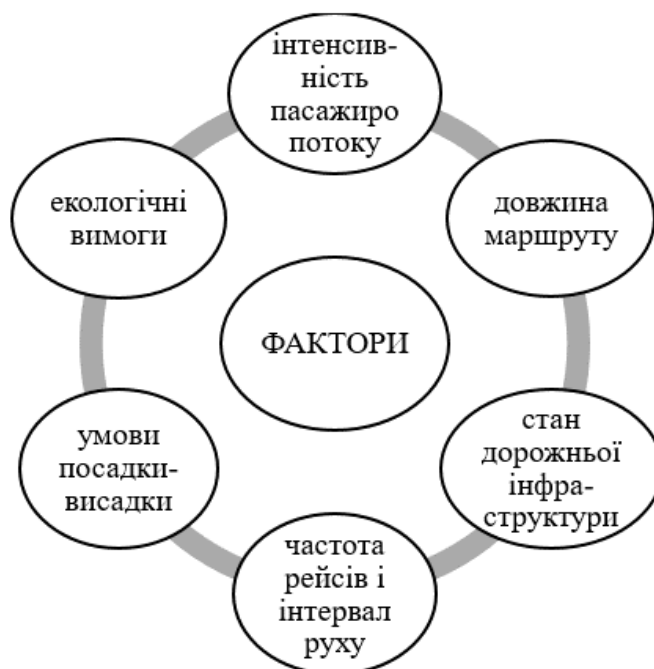 інтенсив-
ність
пасажиро
потоку
екологічні
вимоги
довжина
маршруту
ФАКТОРИ
умови
посадки-
висадки
стан
дорожньої
інфра-
структури
частота
рейсів і
інтервал
руху